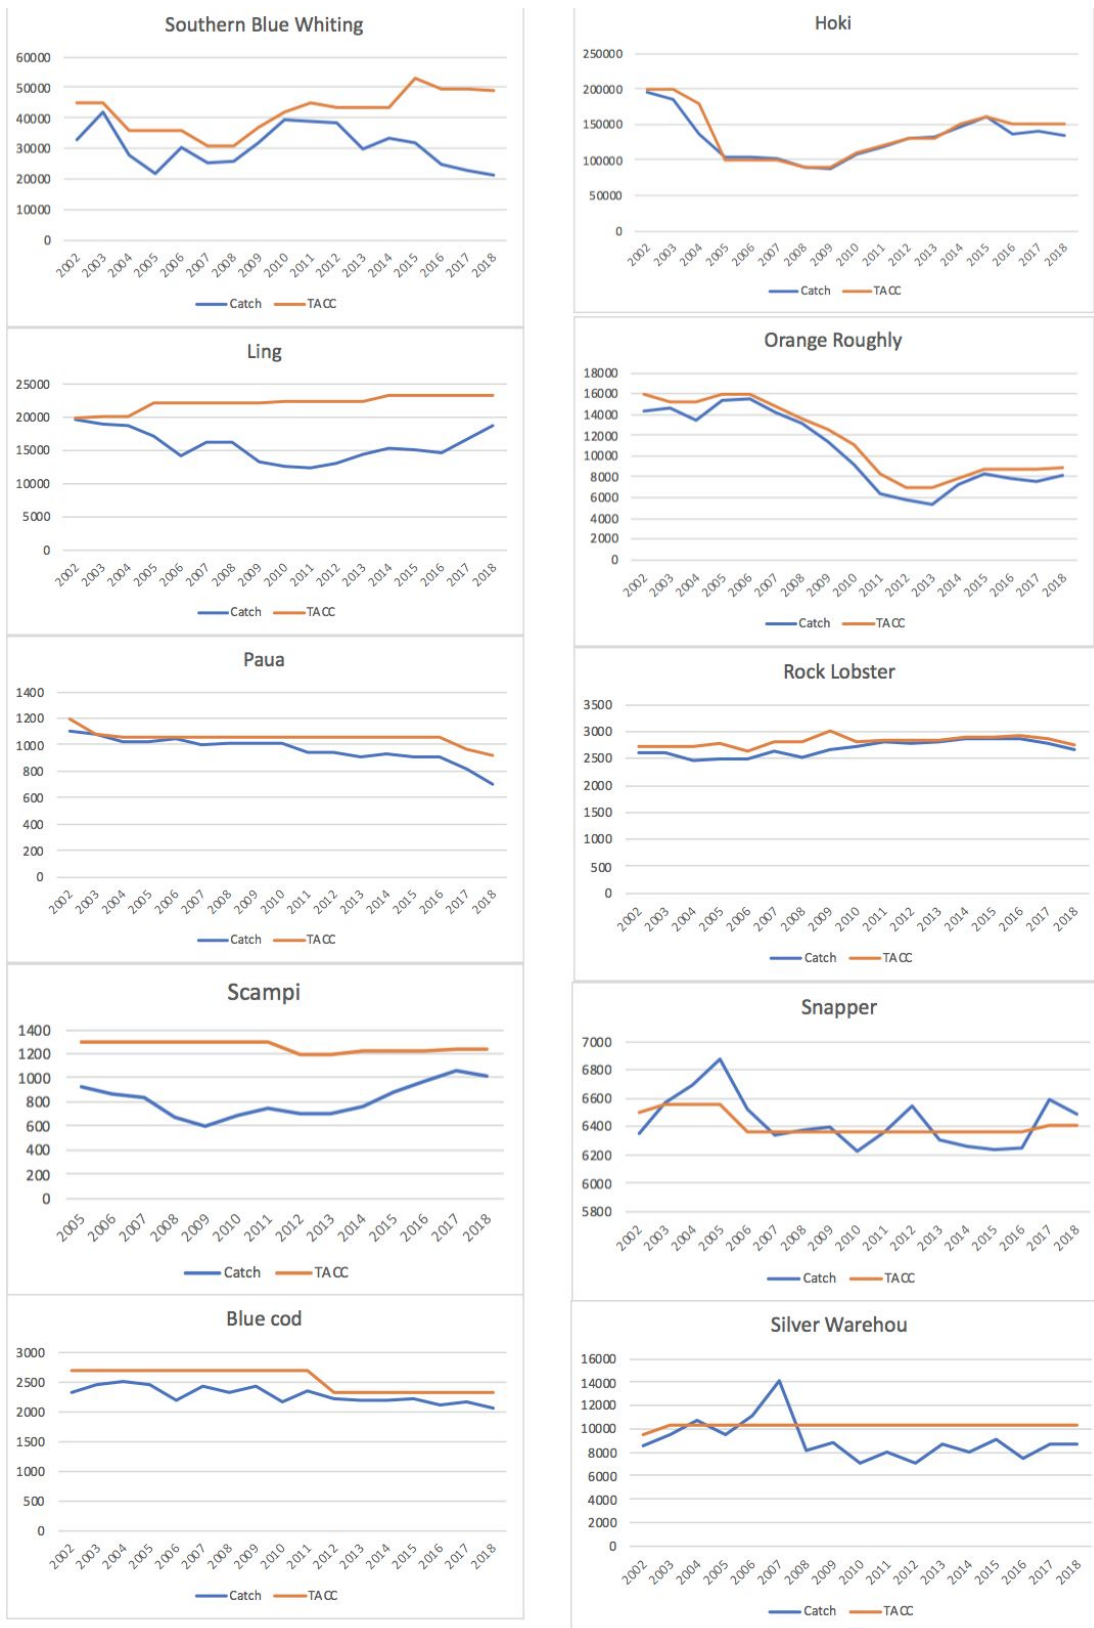 Southern Blue Whiting
60000
50000
40000
30000
20000
10000
0
2002 2003 2004 2005 2006 2007 2008 2009 2010 2011 2012 2013 2014 2015 2016 2017 2018
Catch TACC
Hoki
250000
200000
150000
100000
50000
0
2002 2003 2004 2005 2006 2007 2008 2009 2010 2011 2012 2013 2014 2015 2016 2017 2018
Catch TACC
Ling
25000
20000
15000
10000
5000
0
2002 2003 2004 2005 2006 2007 2008 2009 2010 2011 2012 2013 2014 2015 2016 2017 2018
Catch TACC
Orange Roughly
18000
16000
14000
12000
10000
8000
6000
4000
2000
0
2002 2003 2004 2005 2006 2007 2008 2009 2010 2011 2012 2013 2014 2015 2016 2017 2018
Catch TACC
Paua
1400
1200
1000
800
600
400
200
0
2002 2003 2004 2005 2006 2007 2008 2009 2010 2011 2012 2013 2014 2015 2016 2017 2018
Catch TACC
Rock Lobster
3500
3000
2500
2000
1500
1000
500
0
2002 2003 2004 2005 2006 2007 2008 2009 2010 2011 2012 2013 2014 2015 2016 2017 2018
Catch TACC
Scampi
1400
1200
1000
800
600
400
200
0
2005 2006 2007 2008 2009 2010 2011 2012 2013 2014 2015 2016 2017 2018
Catch TACC
Snapper
7000
6800
6600
6400
6200
6000
5800
2002 2003 2004 2005 2006 2007 2008 2009 2010 2011 2012 2013 2014 2015 2016 2017 2018
Catch TACC
Blue cod
3000
2500
2000
1500
1000
500
0
2002 2003 2004 2005 2006 2007 2008 2009 2010 2011 2012 2013 2014 2015 2016 2017 2018
Catch TACC
Silver Warehou
16000
14000
12000
10000
8000
6000
4000
2000
0
2002 2003 2004 2005 2006 2007 2008 2009 2010 2011 2012 2013 2014 2015 2016 2017 2018
Catch TACC